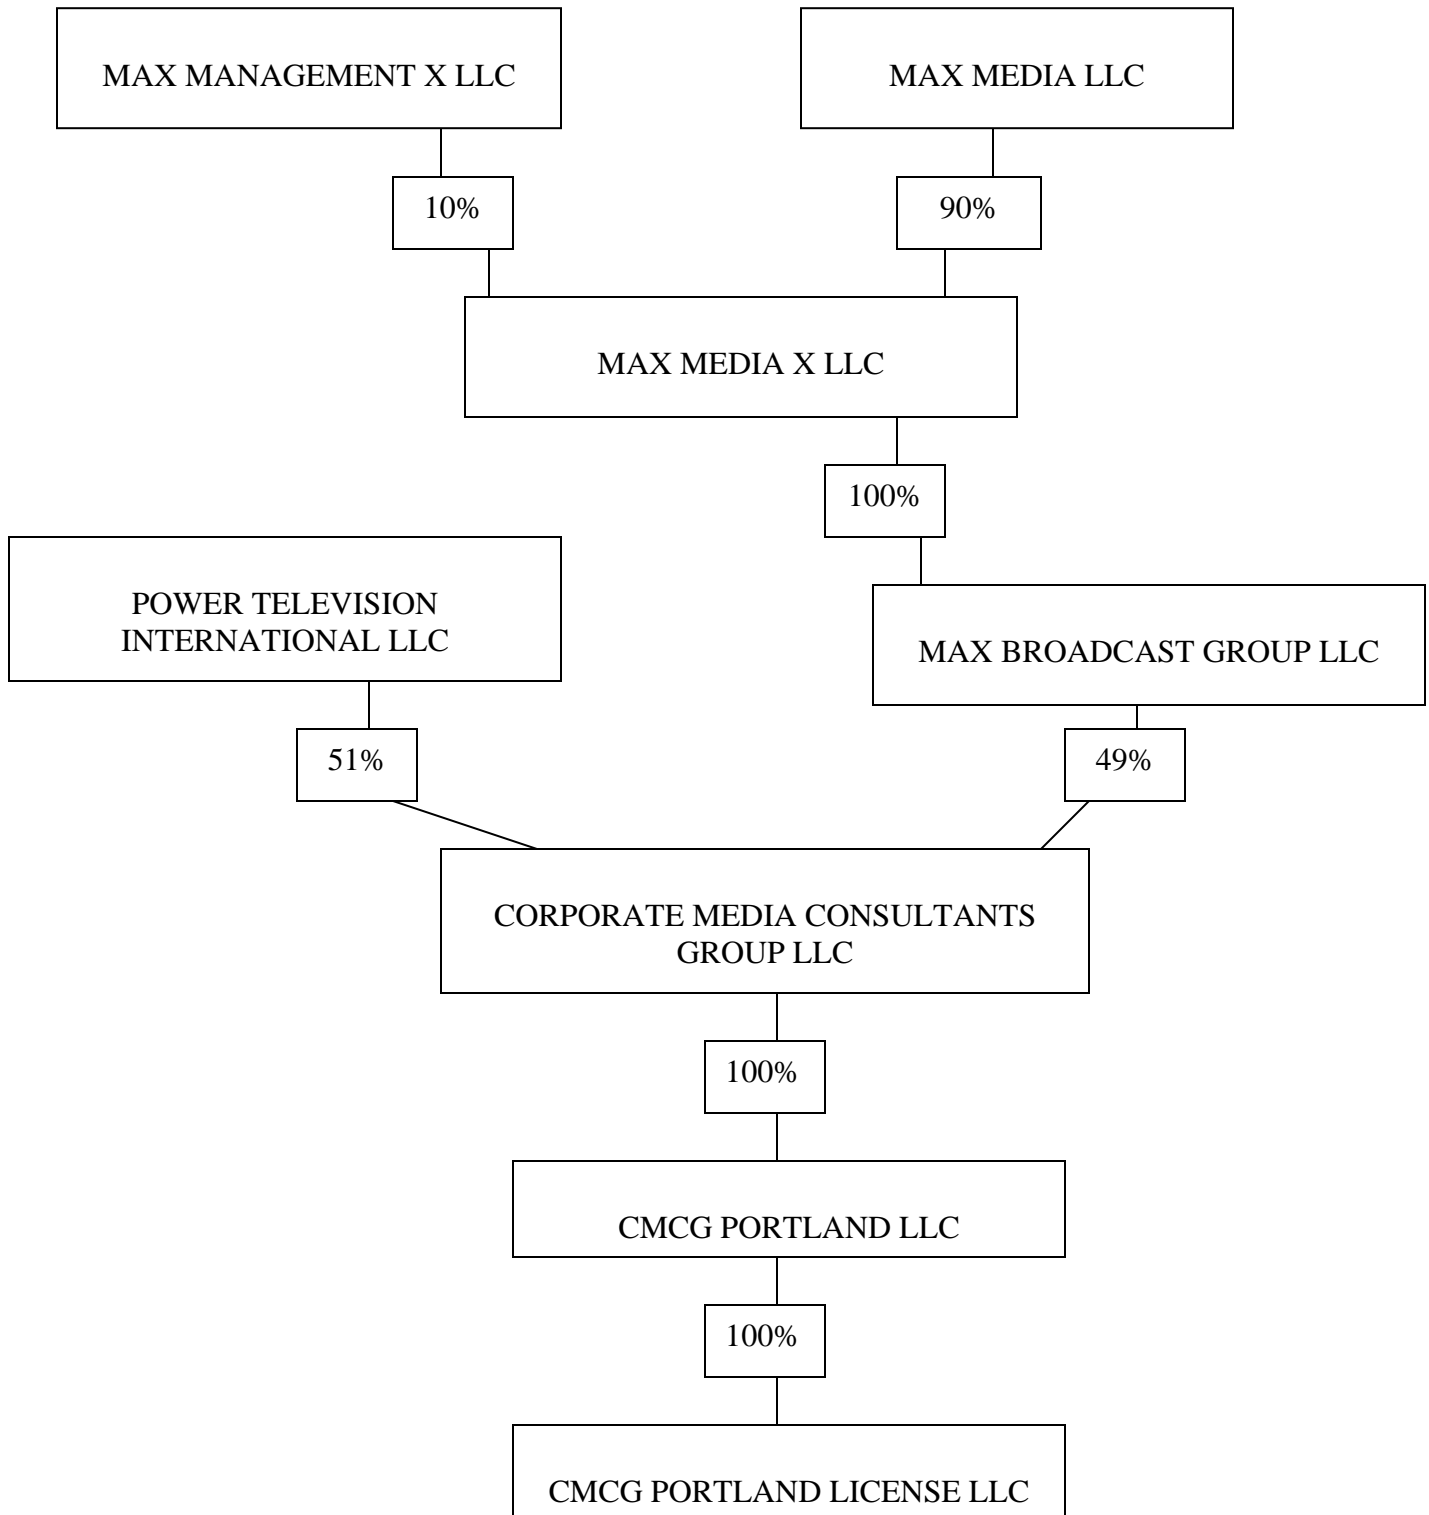 MAX MANAGEMENT X LLC
MAX MEDIA LLC
10%
90%
MAX MEDIA X LLC
100%
POWER TELEVISION
INTERNATIONAL LLC
MAX BROADCAST GROUP LLC
51%
49%
CORPORATE MEDIA CONSULTANTS
GROUP LLC
100%
CMCG PORTLAND LLC
100%
CMCG PORTLAND LICENSE LLC